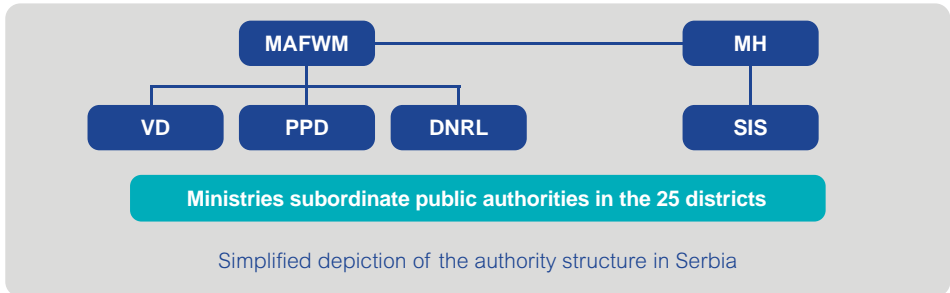 MAFWM MH
VD PPD DNRL SIS
Ministries subordinate public authorities in the 25 districts
Simplified depiction of the authority structure in Serbia